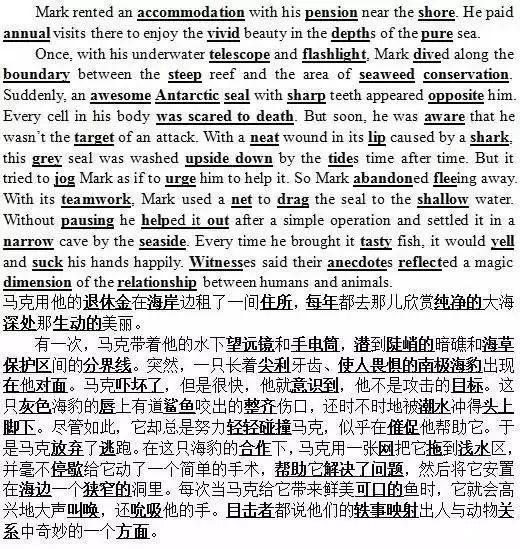 Mark rented an accommodation with his pension near the shore. He paid
annual visits there to enjoy the vivid beauty in the depths of the pure sea.
Once, with his underwater telescope and flashlight, Mark dived along the
boundary between the steep reef and the area of seaweed conservation.
Suddenly, an awesome Antarctic seal with sharp teeth appeared opposite him.
Every cell in his body was scared to death. But soon, he was aware that he
wasn't the target of an attack. With a neat wound in its lip caused by a shark,
this grey seal was washed upside down by the tides time after time. But it
tried to jog Mark as if to urge him to help it. So Mark abandoned fleeing away.
With its teamwork, Mark used a net to drag the seal to the shallow water.
Without pausing he helped it out after a simple operation and settled it in a
narrow cave by the seaside. Every time he brought it tasty fish, it would yell
and suck his hands happily. Witnesses said their anecdotes reflected a magic
dimension of the relationship between humans and animals.
马克用他的退休金在海岸边租了一间住所，每年都去那儿欣赏纯净的大海
深处那生动的美丽。
有一次，马克带着他的水下望远镜和手电筒，潜到陡峭的暗礁和海草
保护区间的分界线。突然，一只长着尖利牙齿、使人畏惧的南极海豹出现
在他对面。马克吓坏了，但是很快，他就意识到，他不是攻击的目标。这
只灰色海豹的唇上有道鲨鱼咬出的整齐伤口，还时不时地被潮水冲得头上
脚下。尽管如此，它却总是努力轻轻碰撞马克，似乎在催促他帮助它。于
是马克放弃了逃跑。在这只海豹的合作下，马克用一张网把它拖到浅水区，
并毫不停歇给它动了一个简单的手术，帮助它解决了问题，然后将它安置
在海边一个狭窄的洞里。每次当马克给它带来鲜美可口的鱼时，它就会高
兴地大声叫唤，还吮吸他的手。目击者都说他们的轶事映射出人与动物关
系中奇妙的一个方面。